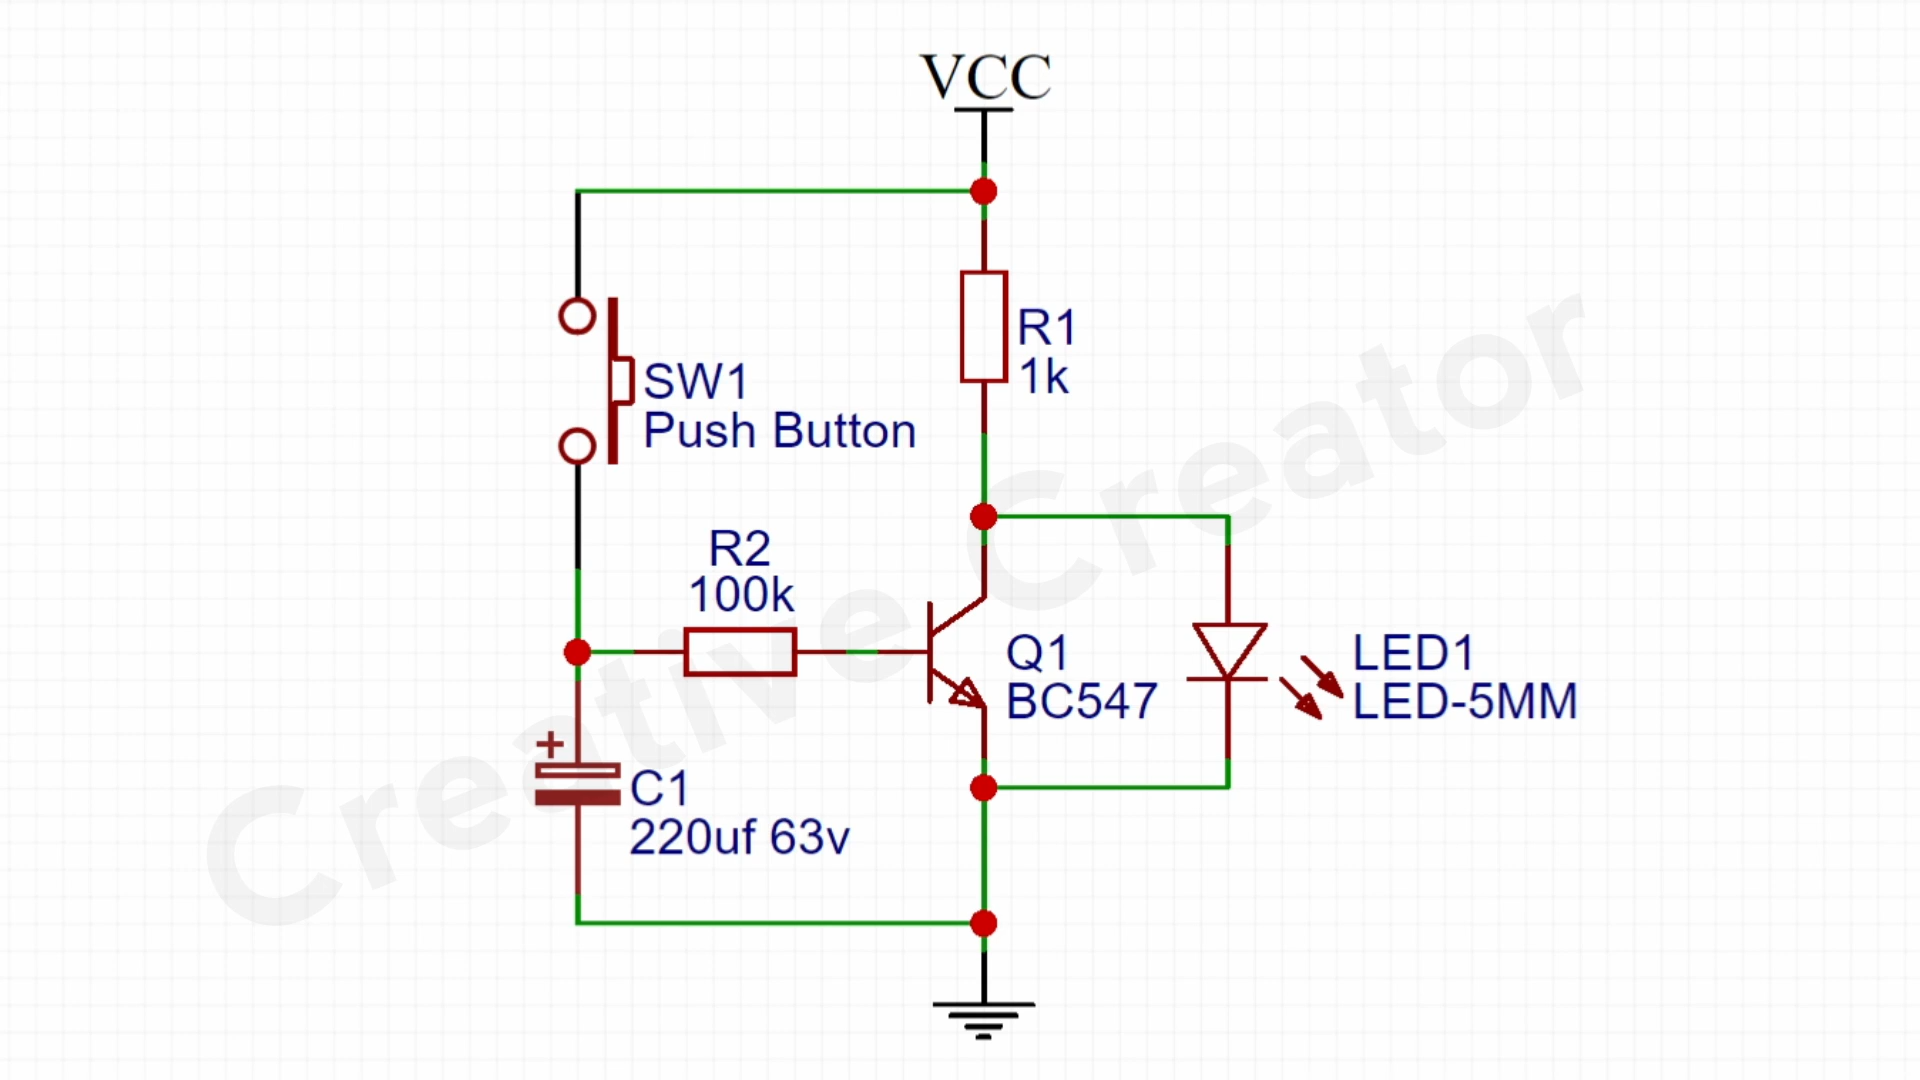 VCC
R1
1k
SW1
Push Button
R2
100k
Q1
BC547
LED1
LED-5MM
+
C1
220uf 63v
Creative Creator